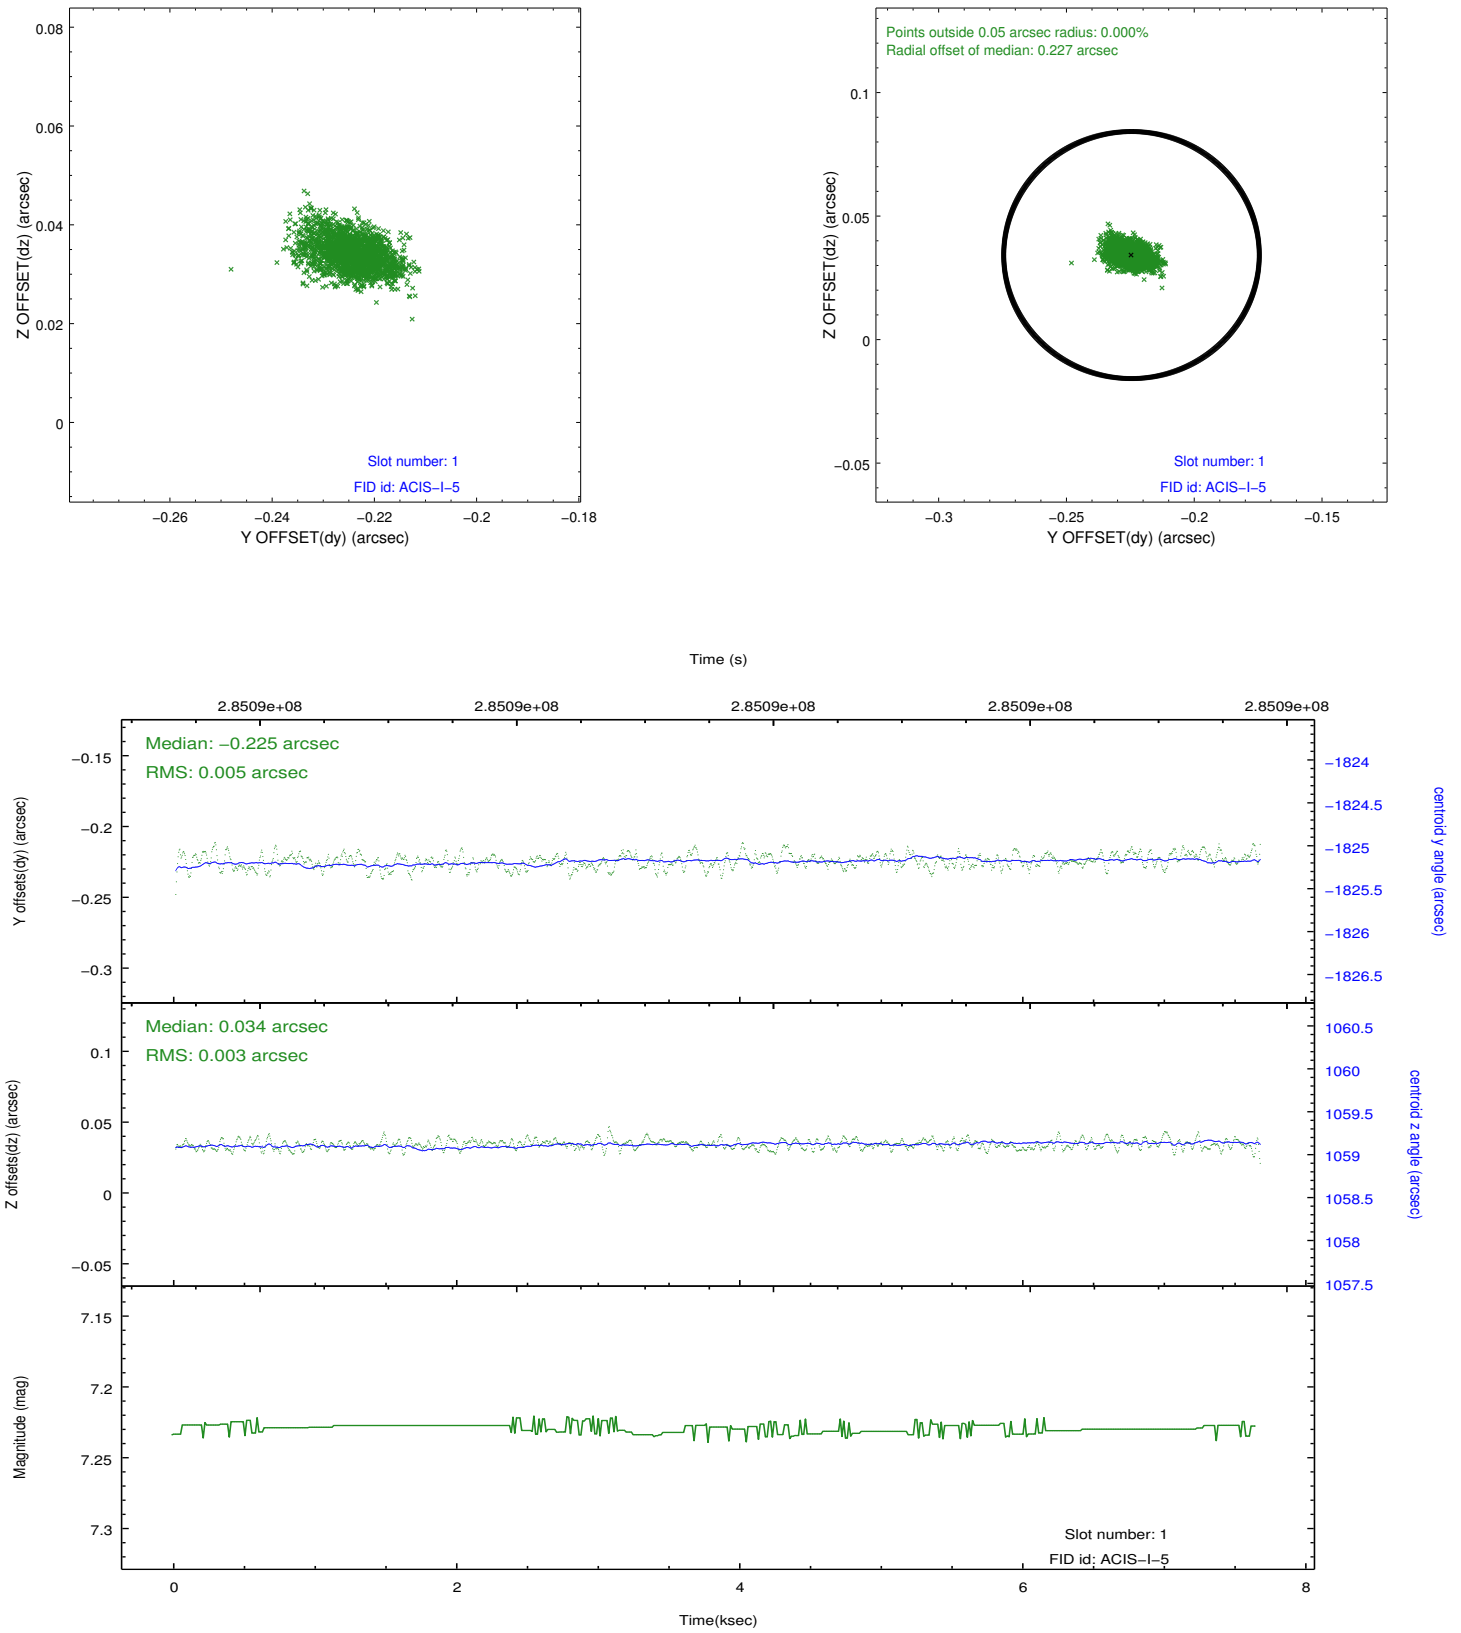 0.08
0.06
0.04
0.02
0
Z OFFSET(dz) (arcsec)
Slot number: 1
FID id: ACIS−I−5
−0.26
−0.24
−0.22
−0.2
−0.18
Y OFFSET(dy) (arcsec)
Points outside 0.05 arcsec radius: 0.000%
Radial offset of median: 0.227 arcsec
0.1
0.05
0
−0.05
Z OFFSET(dz) (arcsec)
Slot number: 1
FID id: ACIS−I−5
−0.3
−0.25
−0.2
−0.15
Y OFFSET(dy) (arcsec)
Time (s)
2.8509e+08
2.8509e+08
2.8509e+08
2.8509e+08
2.8509e+08
Median: −0.225 arcsec
RMS: 0.005 arcsec
−0.15
−0.2
−0.25
−0.3
Y offsets(dy) (arcsec)
−1824
−1824.5
−1825
−1825.5
−1826
−1826.5
centroid y angle (arcsec)
Median: 0.034 arcsec
RMS: 0.003 arcsec
0.1
0.05
0
−0.05
Z offsets(dz) (arcsec)
1060.5
1060
1059.5
1059
1058.5
1058
1057.5
centroid z angle (arcsec)
7.15
7.2
7.25
7.3
Magnitude (mag)
Slot number: 1
FID id: ACIS−I−5
0
2
4
6
8
Time(ksec)